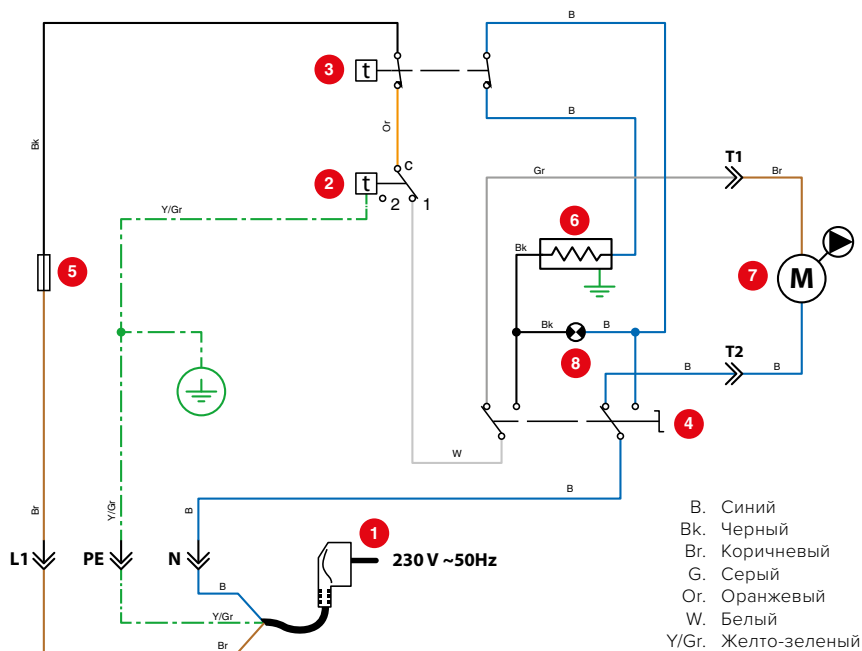 B
3
t
B
Bk
Or
T1
C
Gr
Br
2
t
2
1
Y/Gr
6
Bk
5
7
M
Bk
B
8
T2
B
B
4
W
B
B
Br
Y/Gr
1
L1
PE
N
230 V ~50Hz
B
Y/Gr
Br
B. Синий
Bk. Черный
Br. Коричневый
G. Серый
Or. Оранжевый
W. Белый
Y/Gr. Желто-зеленый